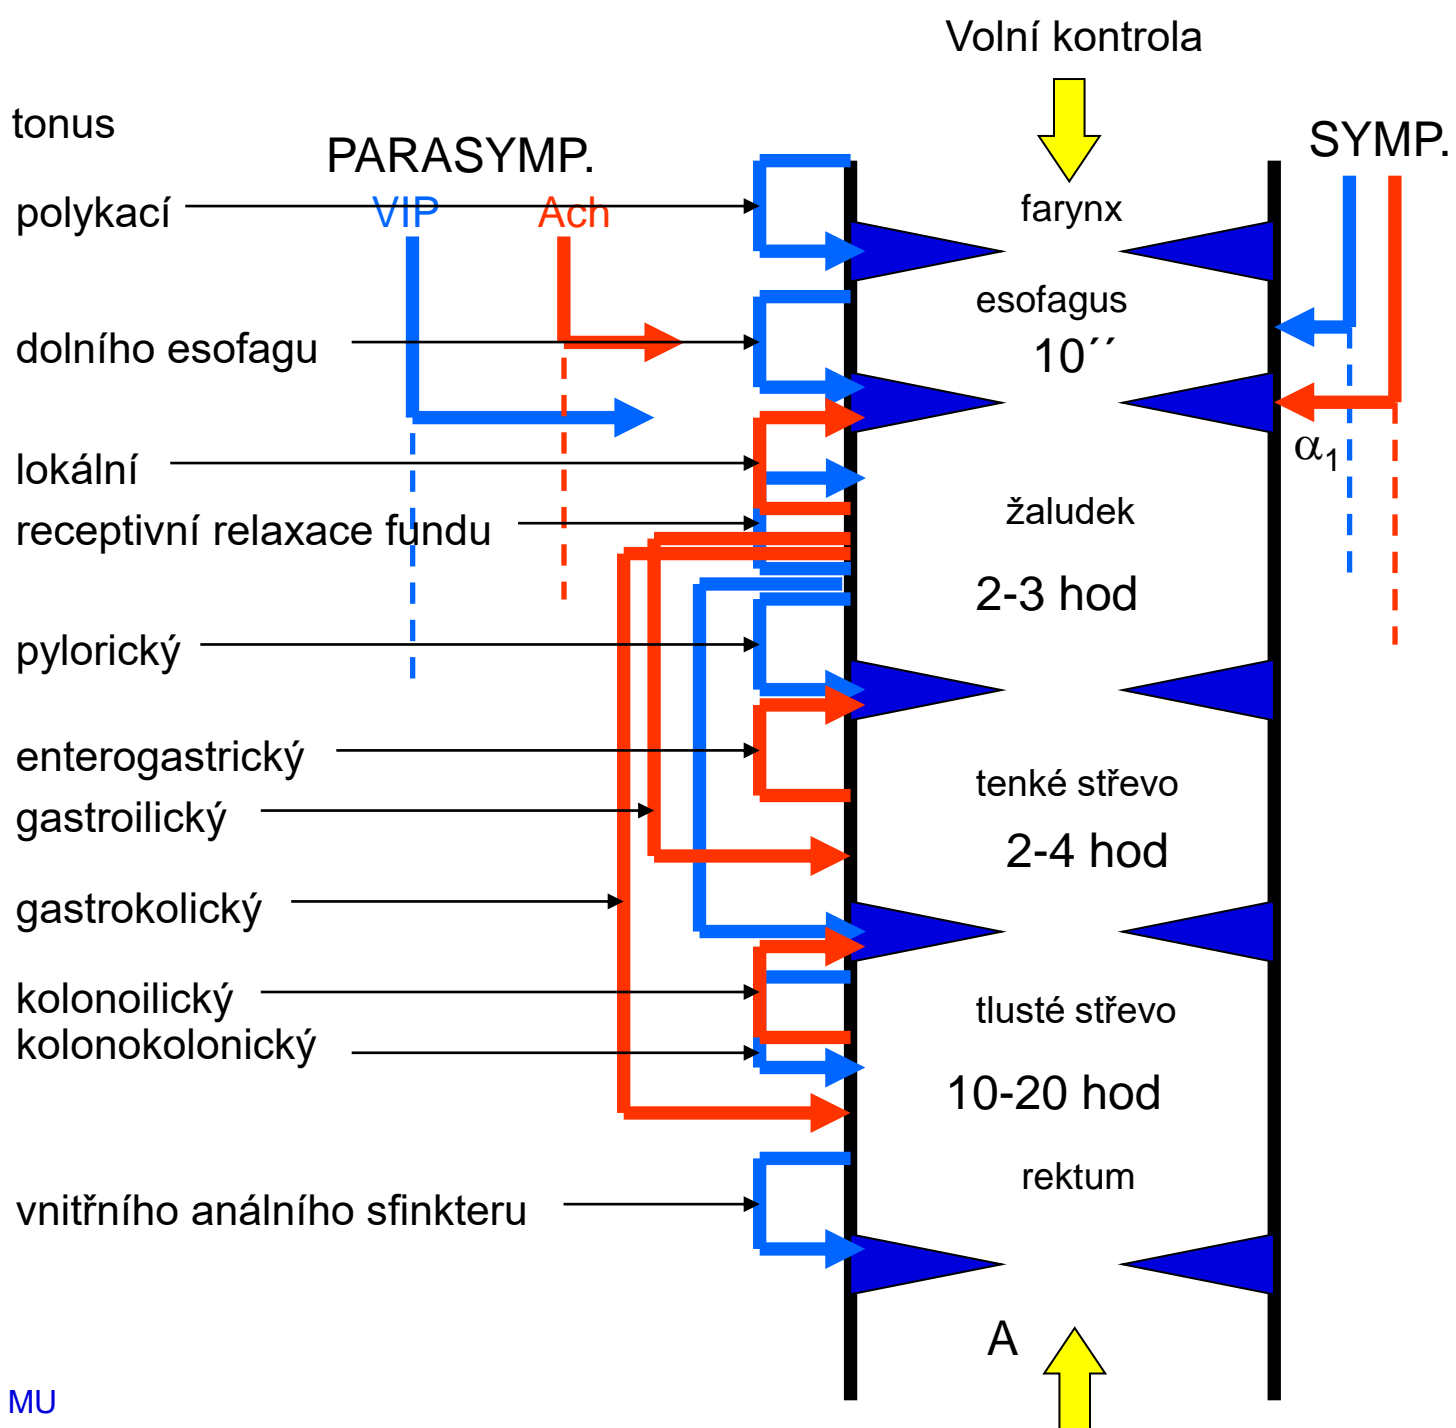 Volní kontrola
tonus
PARASYMP.
SYMP.
VIP
Ach
polykací
farynx
esofagus
10´´
dolního esofagu
α1
lokální
žaludek
receptivní relaxace fundu
2-3 hod
pylorický
enterogastrický
tenké střevo
gastroilický
2-4 hod
gastrokolický
kolonoilický
tlusté střevo
kolonokolonický
10-20 hod
rektum
vnitřního análního sfinkteru
A
MU